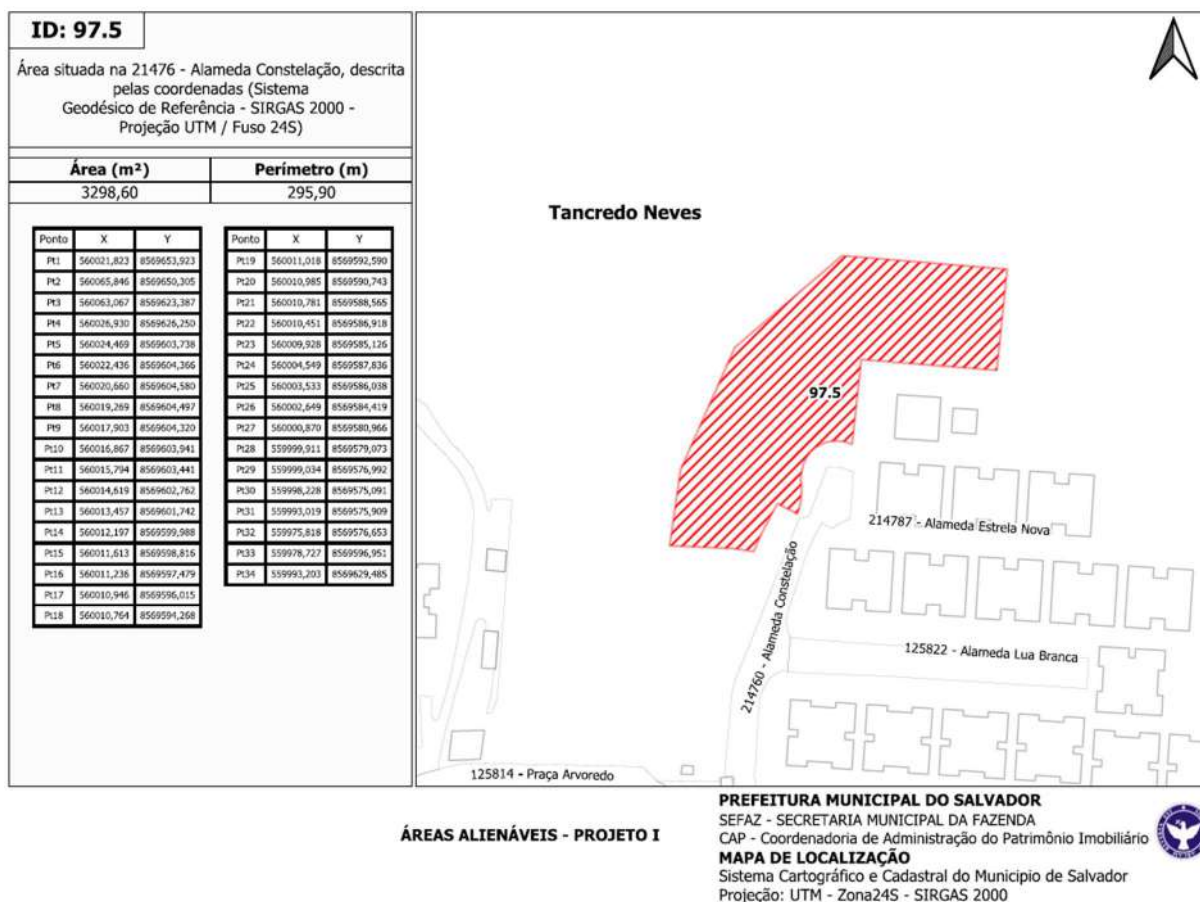 ID: 97.5
Área situada na 21476 - Alameda Constelação, descrita
pelas coordenadas (Sistema
Geodésico de Referência - SIRGAS 2000 -
Projeção UTM / Fuso 24S)
Área (m²) Perímetro (m)
3298,60 295,90
Ponto X Y
Pt1 560021,823 8569653,923
Pt2 560065,846 8569650,305
Pt3 560063,067 8569623,387
Pt4 560026,930 8569626,250
Pt5 560024,469 8569603,738
Pt6 560022,436 8569604,366
Pt7 560020,660 8569604,580
Pt8 560019,269 8569604,497
Pt9 560017,903 8569604,320
Pt10 560016,867 8569603,941
Pt11 560015,794 8569603,441
Pt12 560014,619 8569602,762
Pt13 560013,457 8569601,742
Pt14 560012,197 8569599,988
Pt15 560011,613 8569598,816
Pt16 560011,236 8569597,479
Pt17 560010,946 8569596,015
Pt18 560010,764 8569594,268
Ponto X Y
Pt19 560011,018 8569592,590
Pt20 560010,985 8569590,743
Pt21 560010,781 8569588,565
Pt22 560010,451 8569586,918
Pt23 560009,928 8569585,126
Pt24 560004,549 8569587,836
Pt25 560003,533 8569586,038
Pt26 560002,649 8569584,419
Pt27 560000,870 8569580,966
Pt28 559999,911 8569579,073
Pt29 559999,034 8569576,992
Pt30 559998,228 8569575,091
Pt31 559993,019 8569575,909
Pt32 559975,818 8569576,653
Pt33 559978,727 8569596,951
Pt34 559993,203 8569629,485
Tancredo Neves
97.5
214787 - Alameda Estrela Nova
214760 - Alameda Constelação
125822 - Alameda Lua Branca
125814 - Praça Arvoredo
ÁREAS ALIENÁVEIS - PROJETO I
PREFEITURA MUNICIPAL DO SALVADOR
SEFAZ - SECRETARIA MUNICIPAL DA FAZENDA
CAP - Coordenadoria de Administração do Patrimônio Imobiliário
MAPA DE LOCALIZAÇÃO
Sistema Cartográfico e Cadastral do Municipio de Salvador
Projeção: UTM - Zona24S - SIRGAS 2000